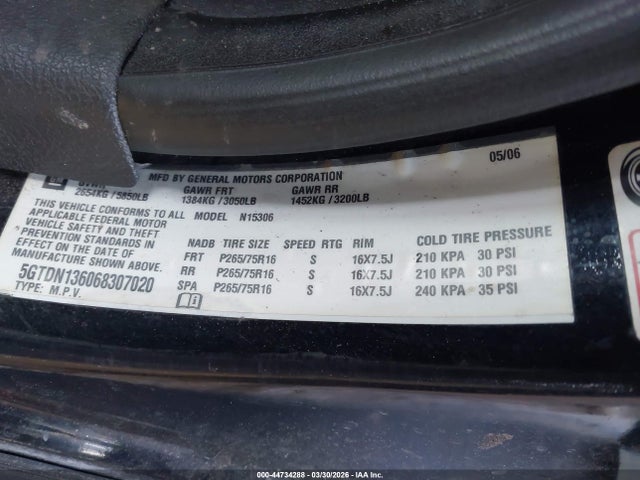 MFD BY GENERAL MOTORS CORPORATION 05/06
GVWR GAWR FRT GAWR RR
2654KG / 5850LB 1384KG / 3050LB 1452KG / 3200LB
THIS VEHICLE CONFORMS TO ALL MODEL N15306
APPLICABLE FEDERAL MOTOR
VEHICLE SAFETY AND THEFT
PREVENTION STANDARDS IN
EFFECT ON THE DATE OF
MANUFACTURE SHOWN ABOVE.
5GTDN136068307020
TYPE: M.P.V.
NADB TIRE SIZE SPEED RTG RIM COLD TIRE PRESSURE
FRT P265/75R16 S 16X7.5J 210 KPA 30 PSI
RR P265/75R16 S 16X7.5J 210 KPA 30 PSI
SPA P265/75R16 S 16X7.5J 240 KPA 35 PSI
000-44734288 - 03/30/2026 - IAA Inc.